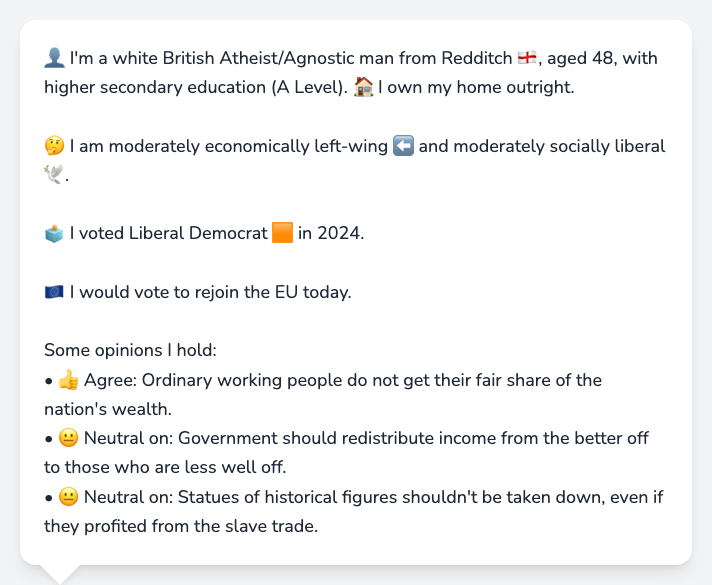 👤 I'm a white British Atheist/Agnostic man from Redditch 🏴󠁧󠁢󠁥󠁮󠁧󠁿, aged 48, with
higher secondary education (A Level). 🏠 I own my home outright.
🤔 I am moderately economically left-wing ⬅️ and moderately socially liberal
🕊️.
🗳️ I voted Liberal Democrat 🟧 in 2024.
🇪🇺 I would vote to rejoin the EU today.
Some opinions I hold:
• 👍 Agree: Ordinary working people do not get their fair share of the
nation's wealth.
• 😐 Neutral on: Government should redistribute income from the better off
to those who are less well off.
• 😐 Neutral on: Statues of historical figures shouldn't be taken down, even if
they profited from the slave trade.